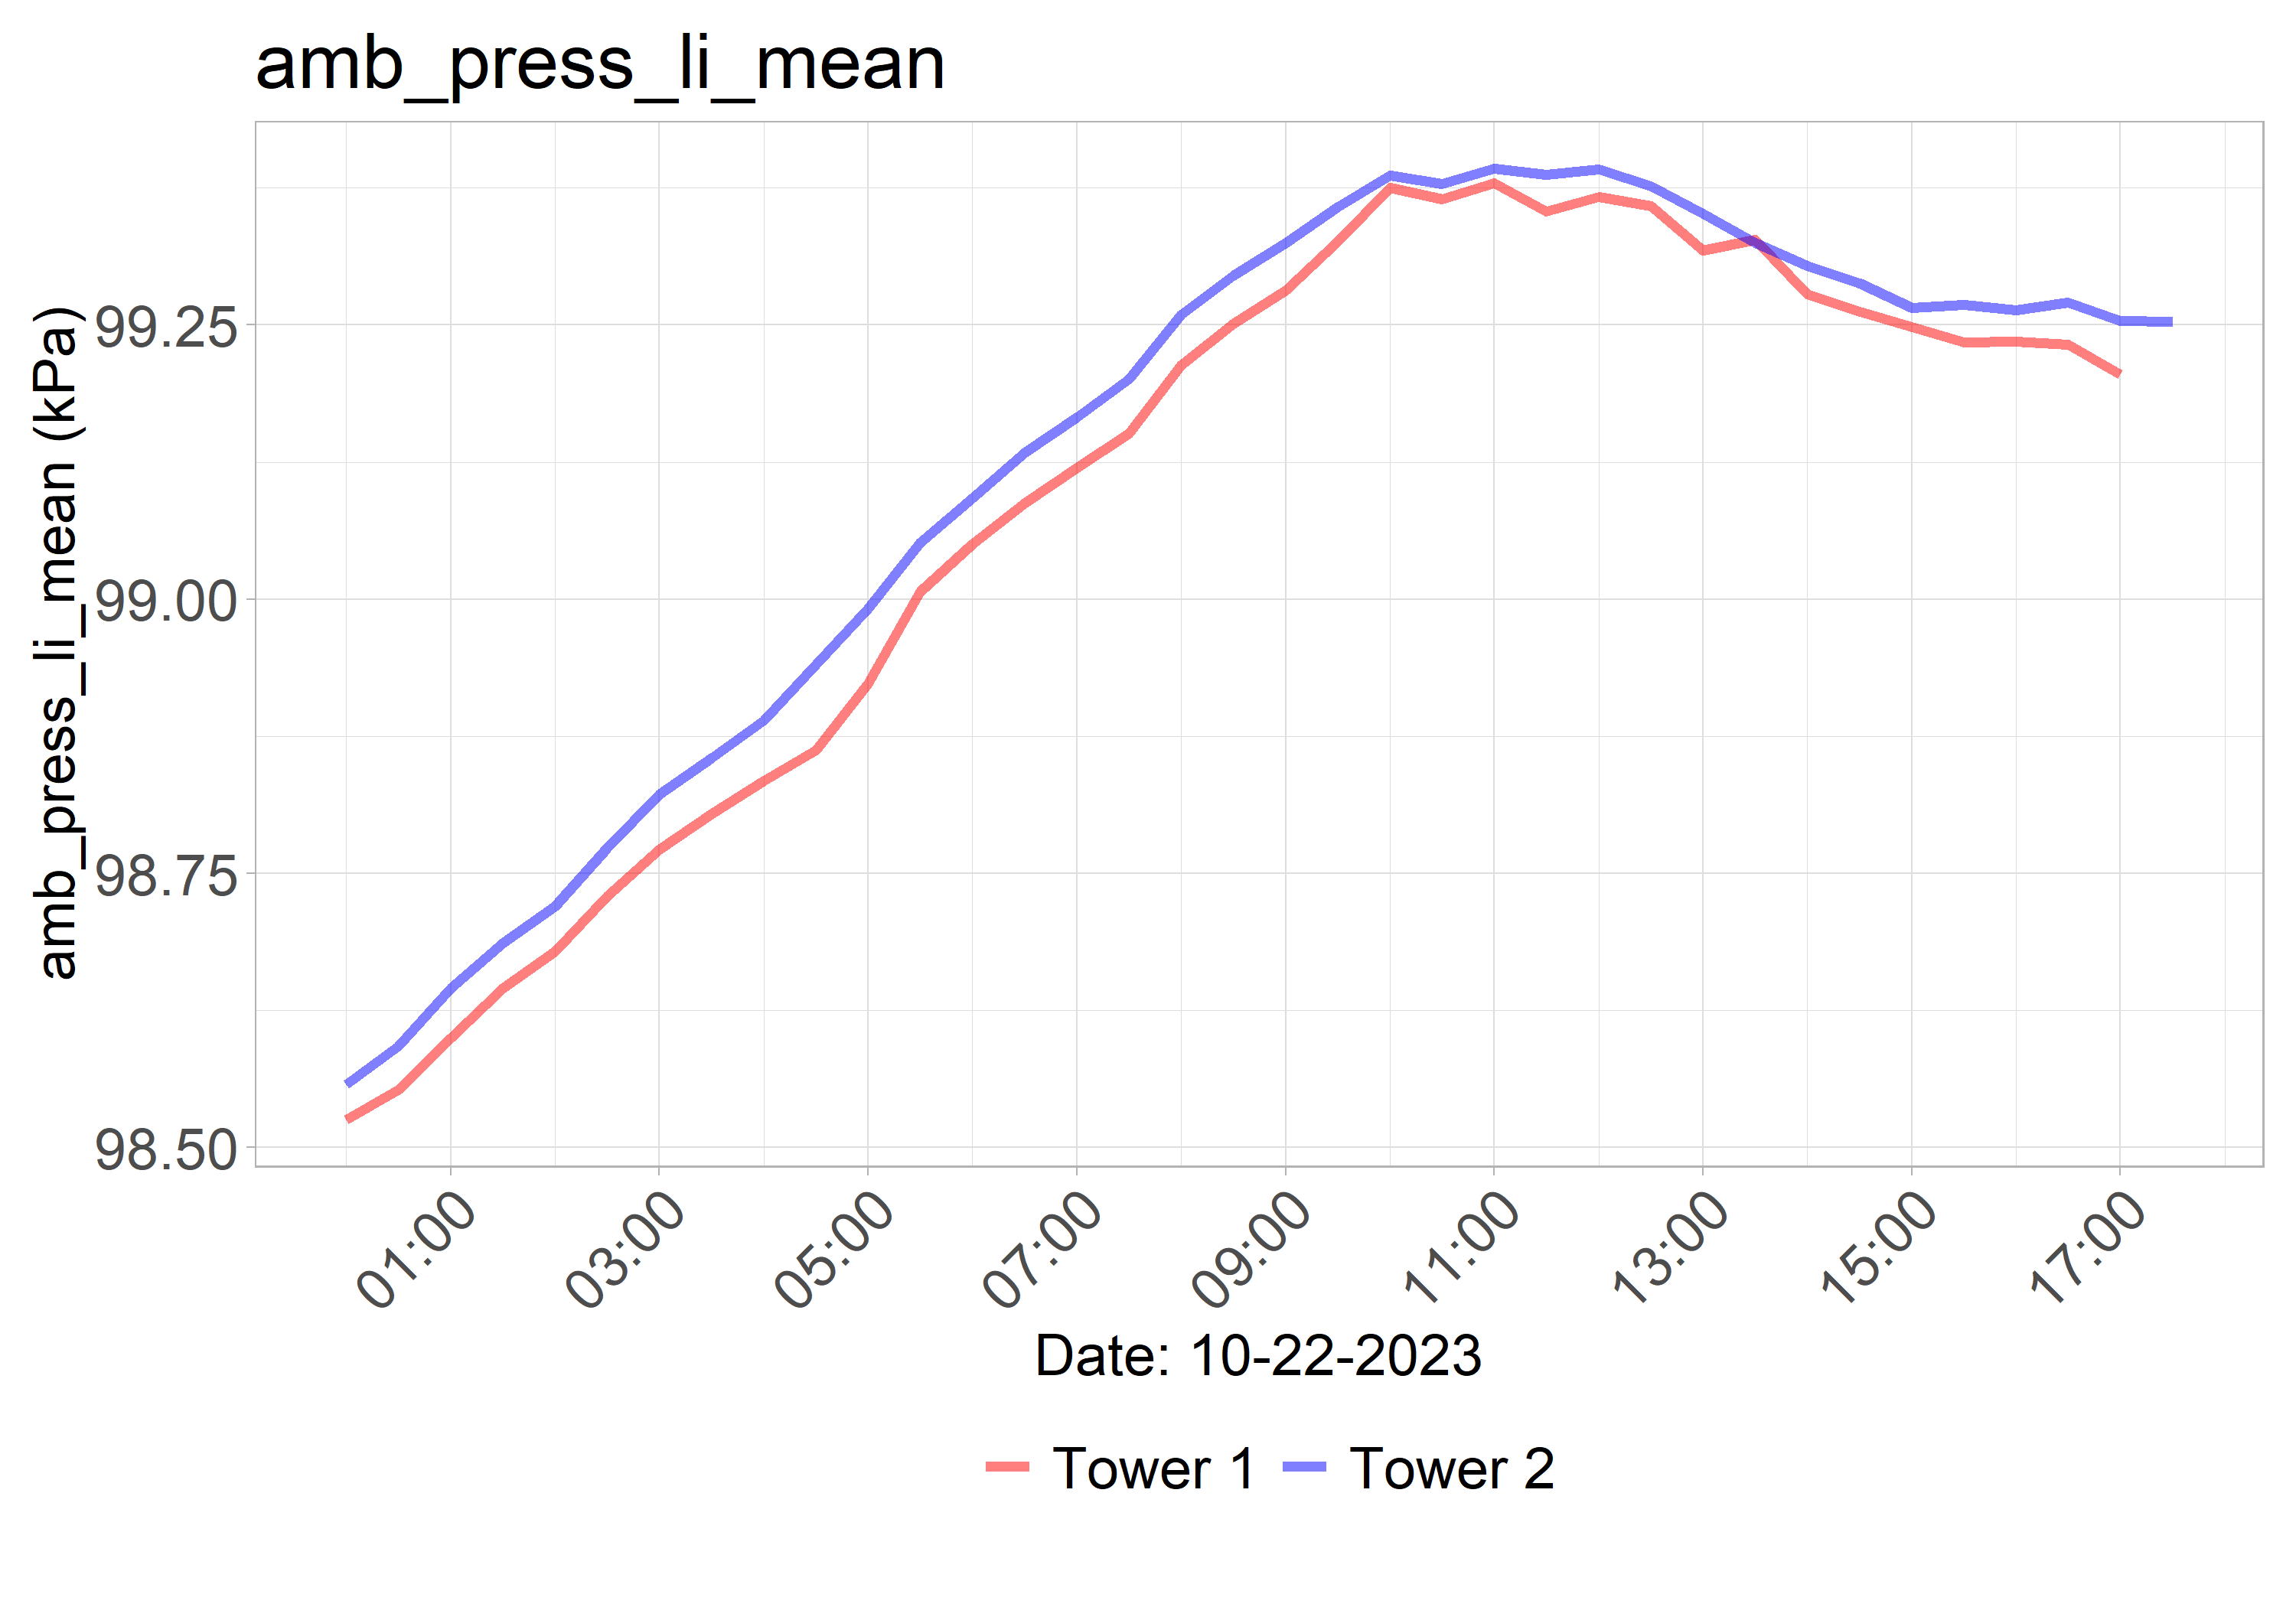 amb_press_li_mean
amb_press_li_mean (kPa)
99.25
99.00
98.75
98.50
01:00
03:00
05:00
07:00
09:00
11:00
13:00
15:00
17:00
Date: 10-22-2023
Tower 1
Tower 2